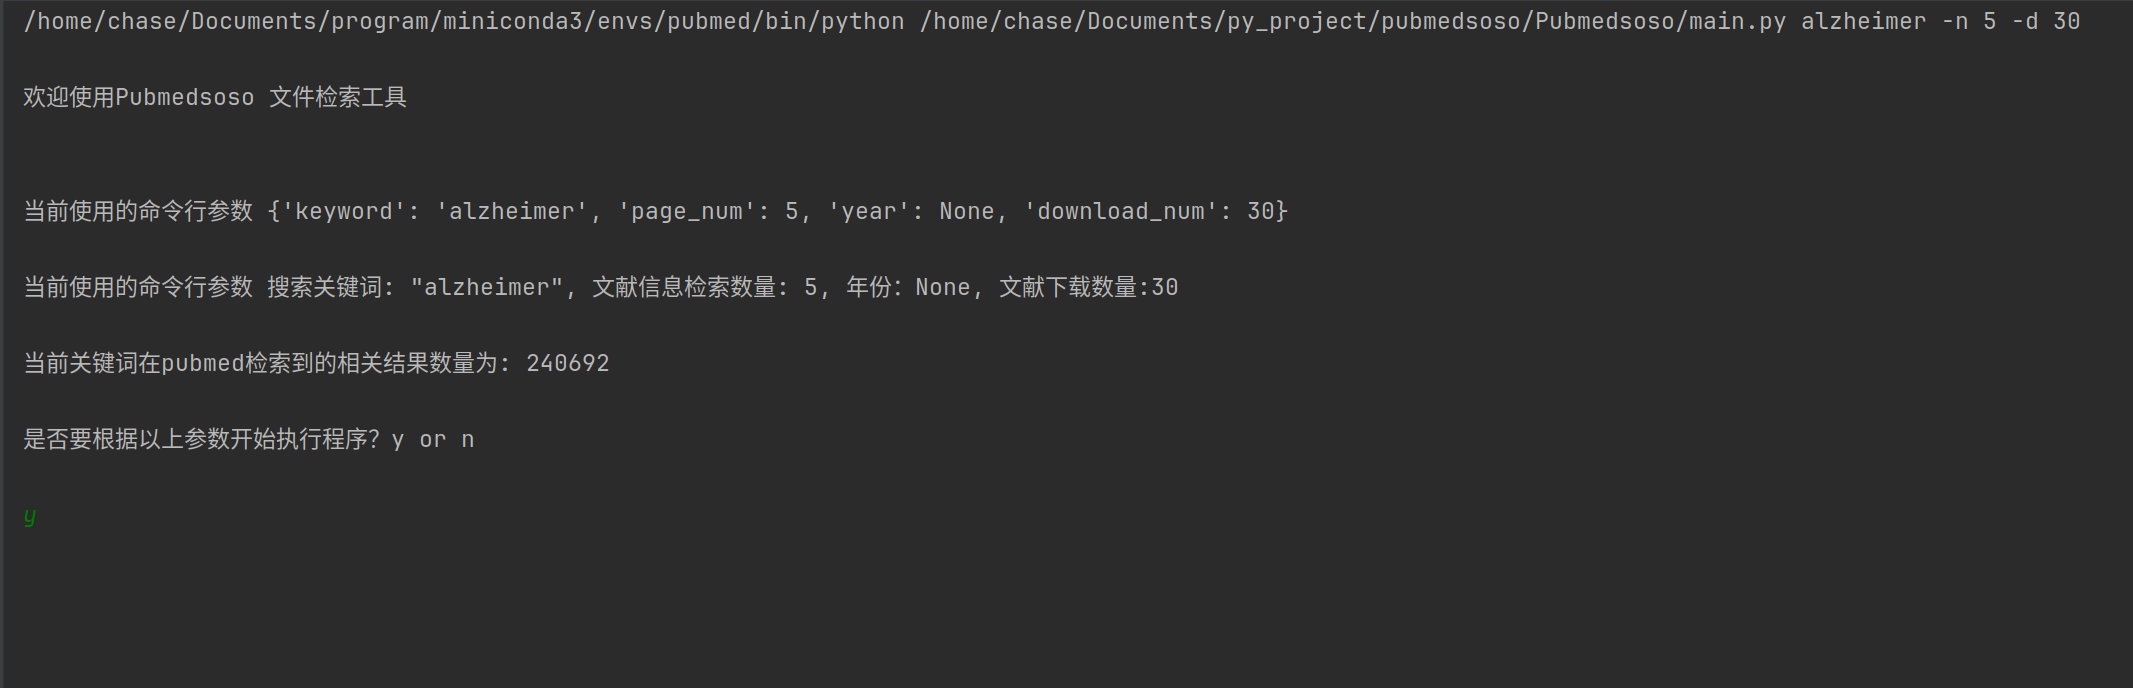 /home/chase/Documents/program/miniconda3/envs/pubmed/bin/python /home/chase/Documents/py_project/pubmedsoso/Pubmedsoso/main.py alzheimer -n 5 -d 30
欢迎使用Pubmedsoso 文件检索工具
当前使用的命令行参数 {'keyword': 'alzheimer', 'page_num': 5, 'year': None, 'download_num': 30}
当前使用的命令行参数 搜索关键词: "alzheimer", 文献信息检索数量: 5, 年份: None, 文献下载数量:30
当前关键词在pubmed检索到的相关结果数量为: 240692
是否要根据以上参数开始执行程序？y or n
y